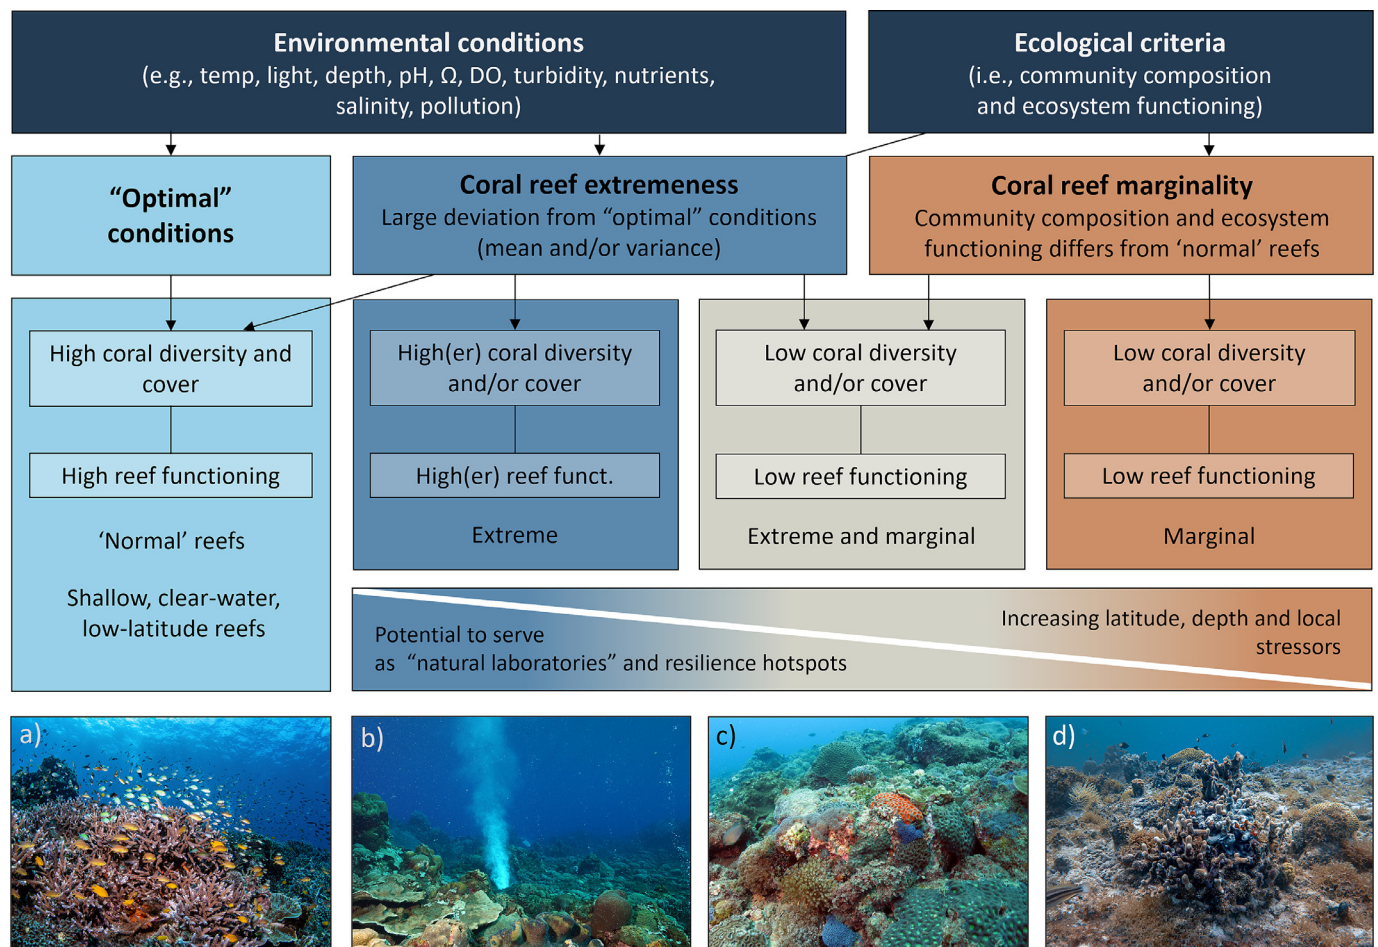 Environmental conditions
(e.g., temp, light, depth, pH, Ω, DO, turbidity, nutrients,
salinity, pollution)
Ecological criteria
(i.e., community composition
and ecosystem functioning)
“Optimal”
conditions
Coral reef extremeness
Large deviation from “optimal” conditions
(mean and/or variance)
Coral reef marginality
Community composition and ecosystem
functioning differs from ‘normal’ reefs
High coral diversity and
cover
High reef functioning
‘Normal’ reefs
Shallow, clear-water,
low-latitude reefs
High(er) coral diversity
and/or cover
High(er) reef funct.
Extreme
Low coral diversity
and/or cover
Low reef functioning
Extreme and marginal
Low coral diversity
and/or cover
Low reef functioning
Marginal
Potential to serve
as “natural laboratories” and resilience hotspots
Increasing latitude, depth and local
stressors
a)
b)
c)
d)